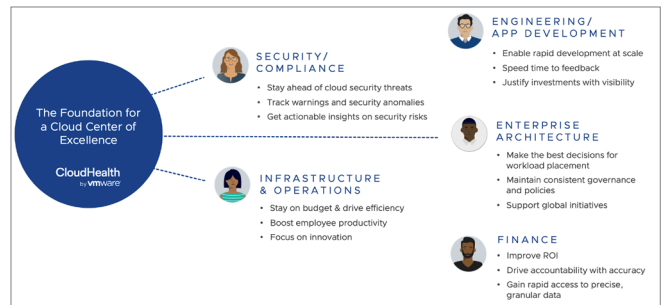 The Foundation for
a Cloud Center of
Excellence
CloudHealth
by vmware
SECURITY/
COMPLIANCE
• Stay ahead of cloud security threats
• Track warnings and security anomalies
• Get actionable insights on security risks
INFRASTRUCTURE
& OPERATIONS
• Stay on budget & drive efficiency
• Boost employee productivity
• Focus on innovation
ENGINEERING/
APP DEVELOPMENT
• Enable rapid development at scale
• Speed time to feedback
• Justify investments with visibility
ENTERPRISE
ARCHITECTURE
• Make the best decisions for
workload placement
• Maintain consistent governance
and policies
• Support global initiatives
FINANCE
• Improve ROI
• Drive accountability with accuracy
• Gain rapid access to precise,
granular data